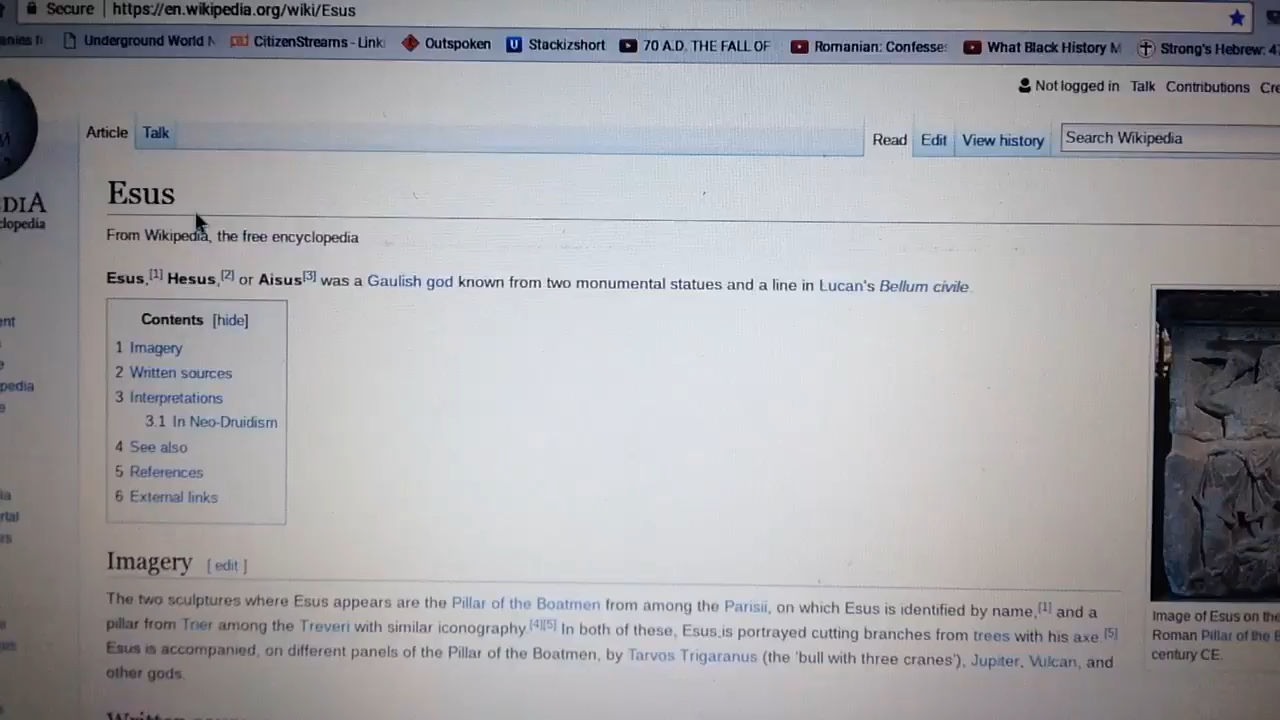 Secure https://en.wikipedia.org/wiki/Esus
Underground World N CitizenStreams - Link Outspoken Stackizshort 70 A.D. THE FALL OF Romanian: Confesse: What Black History M Strong's Hebrew: 47
Not logged in Talk Contributions Cre
Article Talk Read Edit View history Search Wikipedia
DIA
clopedia
Esus
From Wikipedia, the free encyclopedia
Esus,[1] Hesus,[2] or Aisus[3] was a Gaulish god known from two monumental statues and a line in Lucan's Bellum civile.
Contents [hide]
1 Imagery
2 Written sources
3 Interpretations
3.1 In Neo-Druidism
4 See also
5 References
6 External links
pedia
Imagery [ edit ]
The two sculptures where Esus appears are the Pillar of the Boatmen from among the Parisii, on which Esus is identified by name,[1] and a
pillar from Trier among the Treveri with similar iconography.[4][5] In both of these, Esus is portrayed cutting branches from trees with his axe.[5]
Esus is accompanied, on different panels of the Pillar of the Boatmen, by Tarvos Trigaranus (the 'bull with three cranes'), Jupiter, Vulcan, and
other gods.
Image of Esus on the
Roman Pillar of the B
century CE.